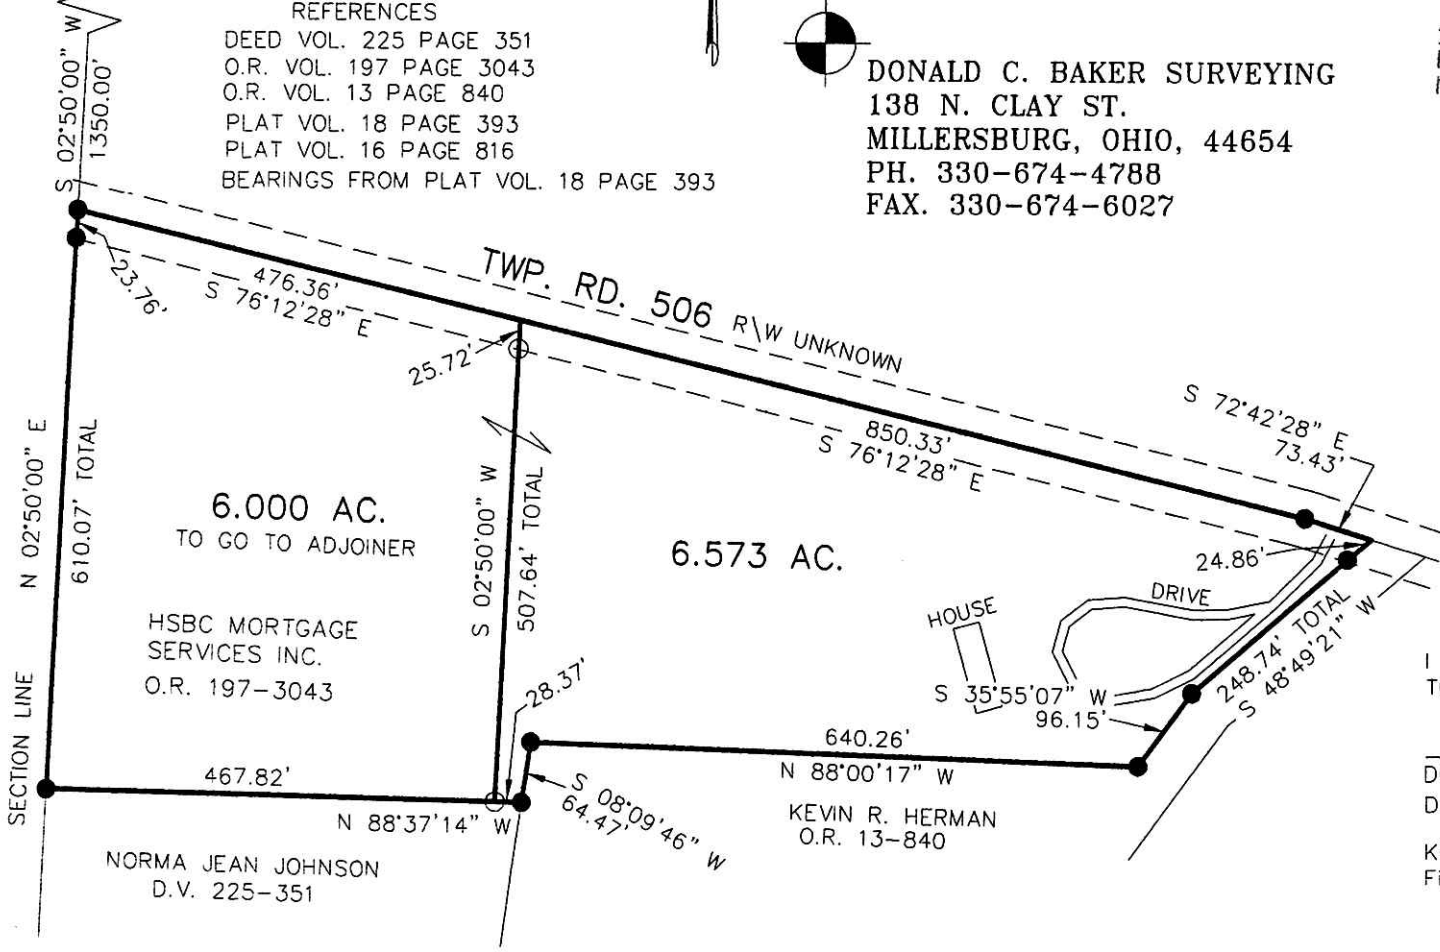 REFERENCES
DEED VOL. 225 PAGE 351
O.R. VOL. 197 PAGE 3043
O.R. VOL. 13 PAGE 840
PLAT VOL. 18 PAGE 393
PLAT VOL. 16 PAGE 816
BEARINGS FROM PLAT VOL. 18 PAGE 393
DONALD C. BAKER SURVEYING
138 N. CLAY ST.
MILLERSBURG, OHIO, 44654
PH. 330-674-4788
FAX. 330-674-6027
S 02°50'00" W
1350.00'
23.76'
476.36'
S 76°12'28" E
TWP. RD. 506 R\W UNKNOWN
25.72'
850.33'
S 76°12'28" E
S 72°42'28" E
73.43'
24.86'
N 02°50'00" E
610.07' TOTAL
6.000 AC.
TO GO TO ADJOINER
HSBC MORTGAGE
SERVICES INC.
O.R. 197-3043
S 02°50'00" W
507.64' TOTAL
6.573 AC.
HOUSE
DRIVE
248.74' TOTAL
S 48°49'21" W
S 35°55'07" W
96.15'
28.37'
640.26'
N 88°00'17" W
S 08°09'46" W
64.47'
SECTION LINE
467.82'
N 88°37'14" W
KEVIN R. HERMAN
O.R. 13-840
NORMA JEAN JOHNSON
D.V. 225-351